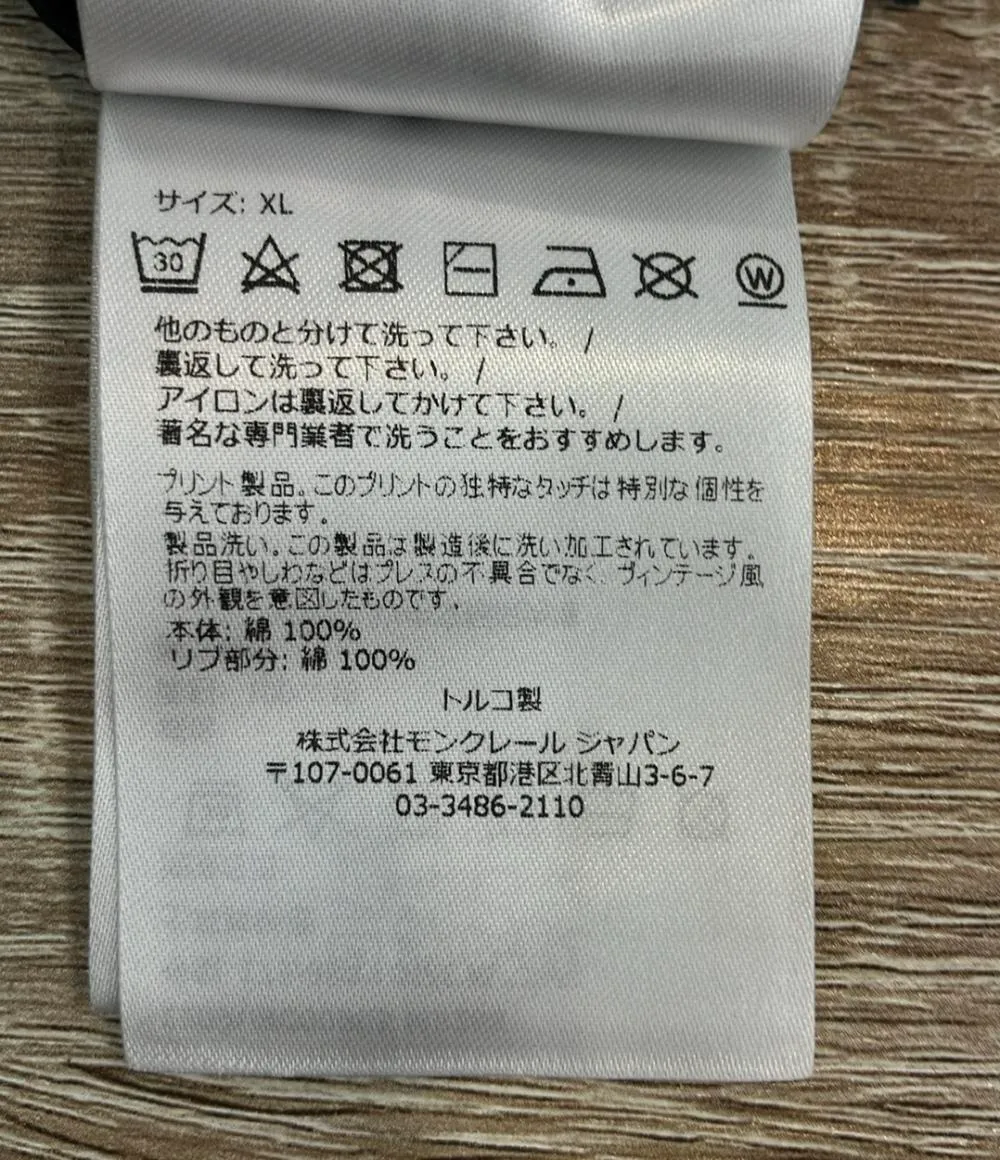 サイズ: XL
30
W
他のものと分けて洗って下さい。 /
裏返して洗って下さい。 /
アイロンは裏返してかけて下さい。 /
著名な専門業者で洗うことをおすすめします。
プリント製品。このプリントの独特なタッチは特別な個性を
与えております。
製品洗い。この製品は製造後に洗い加工されています。
折り目やしわなどはプレスの不具合でなく、ヴィンテージ風
の外観を意図したものです。
本体: 綿 100%
リブ部分: 綿 100%
トルコ製
株式会社モンクレール ジャパン
〒107-0061 東京都港区北青山3-6-7
03-3486-2110